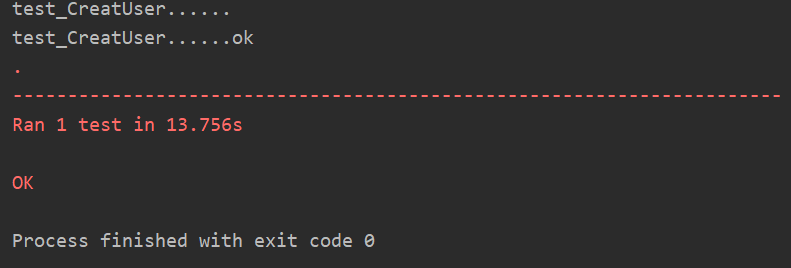 test_CreatUser......
test_CreatUser......ok
.
----------------------------------------------------------------------
Ran 1 test in 13.756s
OK
Process finished with exit code 0